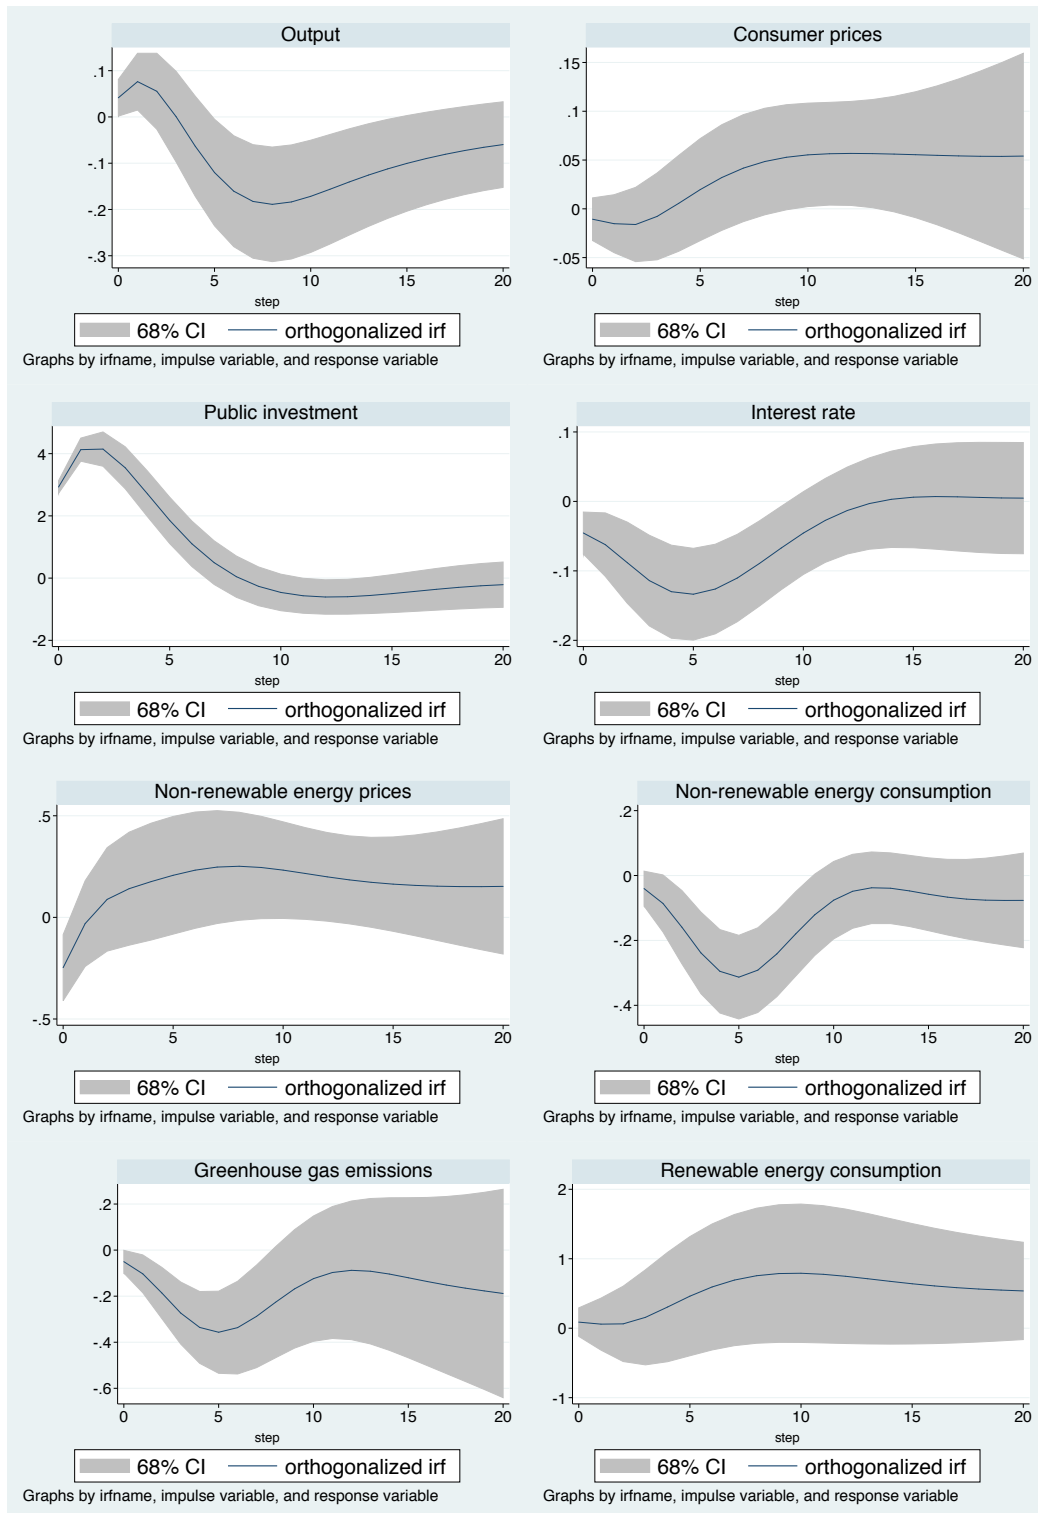 Output
.1
0
-.1
-.2
-.3
0 5 10 15 20
step
68% CI orthogonalized irf
Graphs by irfname, impulse variable, and response variable
Consumer prices
.15
.1
.05
0
-.05
0 5 10 15 20
step
68% CI orthogonalized irf
Graphs by irfname, impulse variable, and response variable
Public investment
4
2
0
-2
0 5 10 15 20
step
68% CI orthogonalized irf
Graphs by irfname, impulse variable, and response variable
Interest rate
.1
0
-.1
-.2
0 5 10 15 20
step
68% CI orthogonalized irf
Graphs by irfname, impulse variable, and response variable
Non-renewable energy prices
.5
0
-.5
0 5 10 15 20
step
68% CI orthogonalized irf
Graphs by irfname, impulse variable, and response variable
Non-renewable energy consumption
.2
0
-.2
-.4
0 5 10 15 20
step
68% CI orthogonalized irf
Graphs by irfname, impulse variable, and response variable
Greenhouse gas emissions
.2
0
-.2
-.4
-.6
0 5 10 15 20
step
68% CI orthogonalized irf
Graphs by irfname, impulse variable, and response variable
Renewable energy consumption
2
1
0
-1
0 5 10 15 20
step
68% CI orthogonalized irf
Graphs by irfname, impulse variable, and response variable